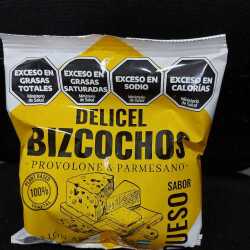 EXCESO EN GRASAS TOTALES
Ministerio de Salud
EXCESO EN GRASAS SATURADAS
Ministerio de Salud
EXCESO EN SODIO
Ministerio de Salud
EXCESO EN CALORÍAS
Ministerio de Salud
DELICEL
BIZCOCHOS
PROVOLONE & PARMESANO
100%
SABOR
UESO